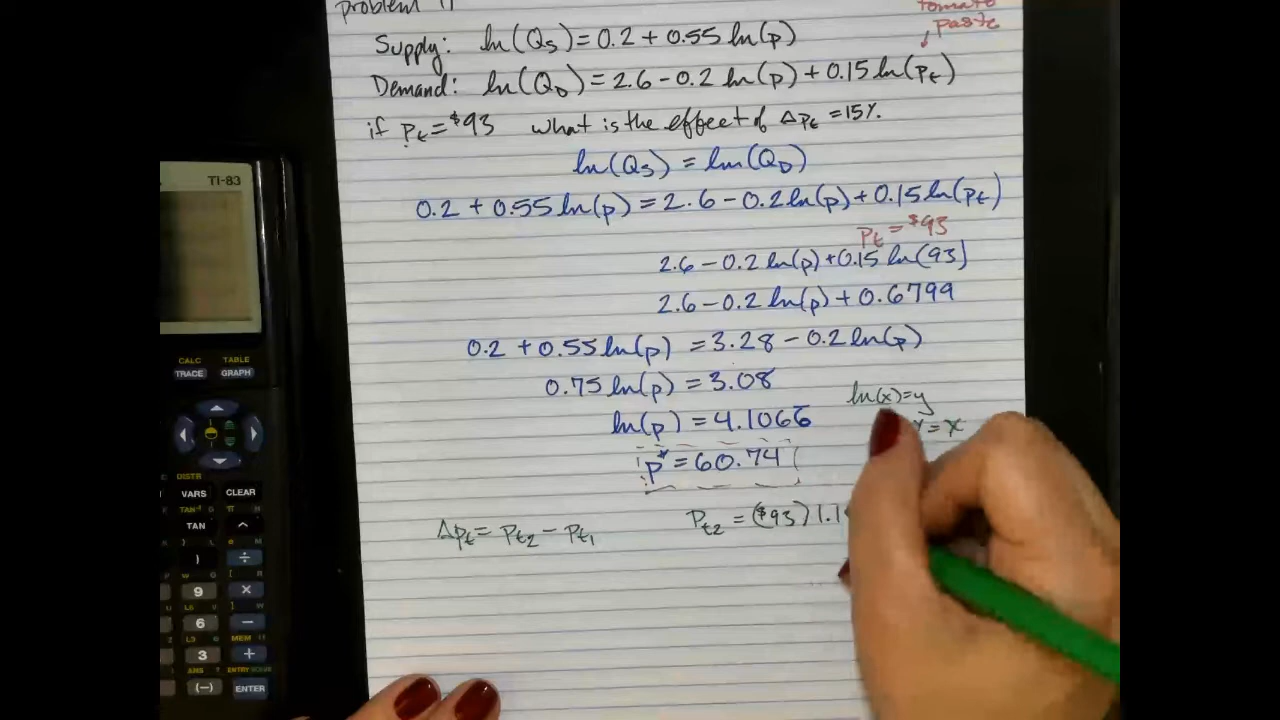 problem 11
tomato
paste
Supply: ln(Qs) = 0.2 + 0.55 ln(p)
Demand: ln(QD) = 2.6 - 0.2 ln(p) + 0.15 ln(pt)
if pt = $93 what is the effect of Δpt = 15%.
ln(Qs) = ln(QD)
0.2 + 0.55 ln(p) = 2.6 - 0.2 ln(p) + 0.15 ln(pt)
pt = $93
2.6 - 0.2 ln(p) + 0.15 ln(93)
2.6 - 0.2 ln(p) + 0.6799
0.2 + 0.55 ln(p) = 3.28 - 0.2 ln(p)
0.75 ln(p) = 3.08
ln(x) = y
ln(p) = 4.1066
y = x
p* = 60.74
Δpt = pt2 - pt1
Pt2 = ($93) 1.1
TI-83
CALC TABLE
TRACE GRAPH
DISTR
VARS CLEAR
TAN
)
9
6
MEM
3
ANS ? ENTRY SOLVE
(-) ENTER